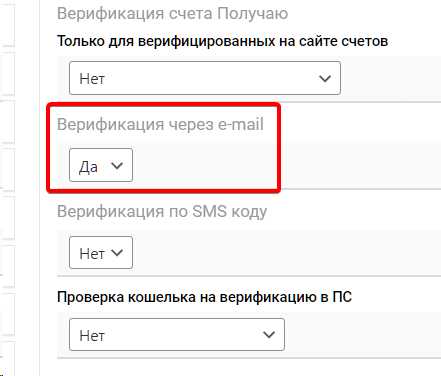 Верификация счета Получаю
Только для верифицированных на сайте счетов
Нет
Верификация через e-mail
Да
Верификация по SMS коду
Нет
Проверка кошелька на верификацию в ПС
Нет